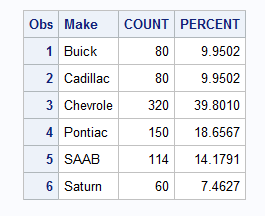 Obs Make COUNT PERCENT
1 Buick 80 9.9502
2 Cadillac 80 9.9502
3 Chevrole 320 39.8010
4 Pontiac 150 18.6567
5 SAAB 114 14.1791
6 Saturn 60 7.4627